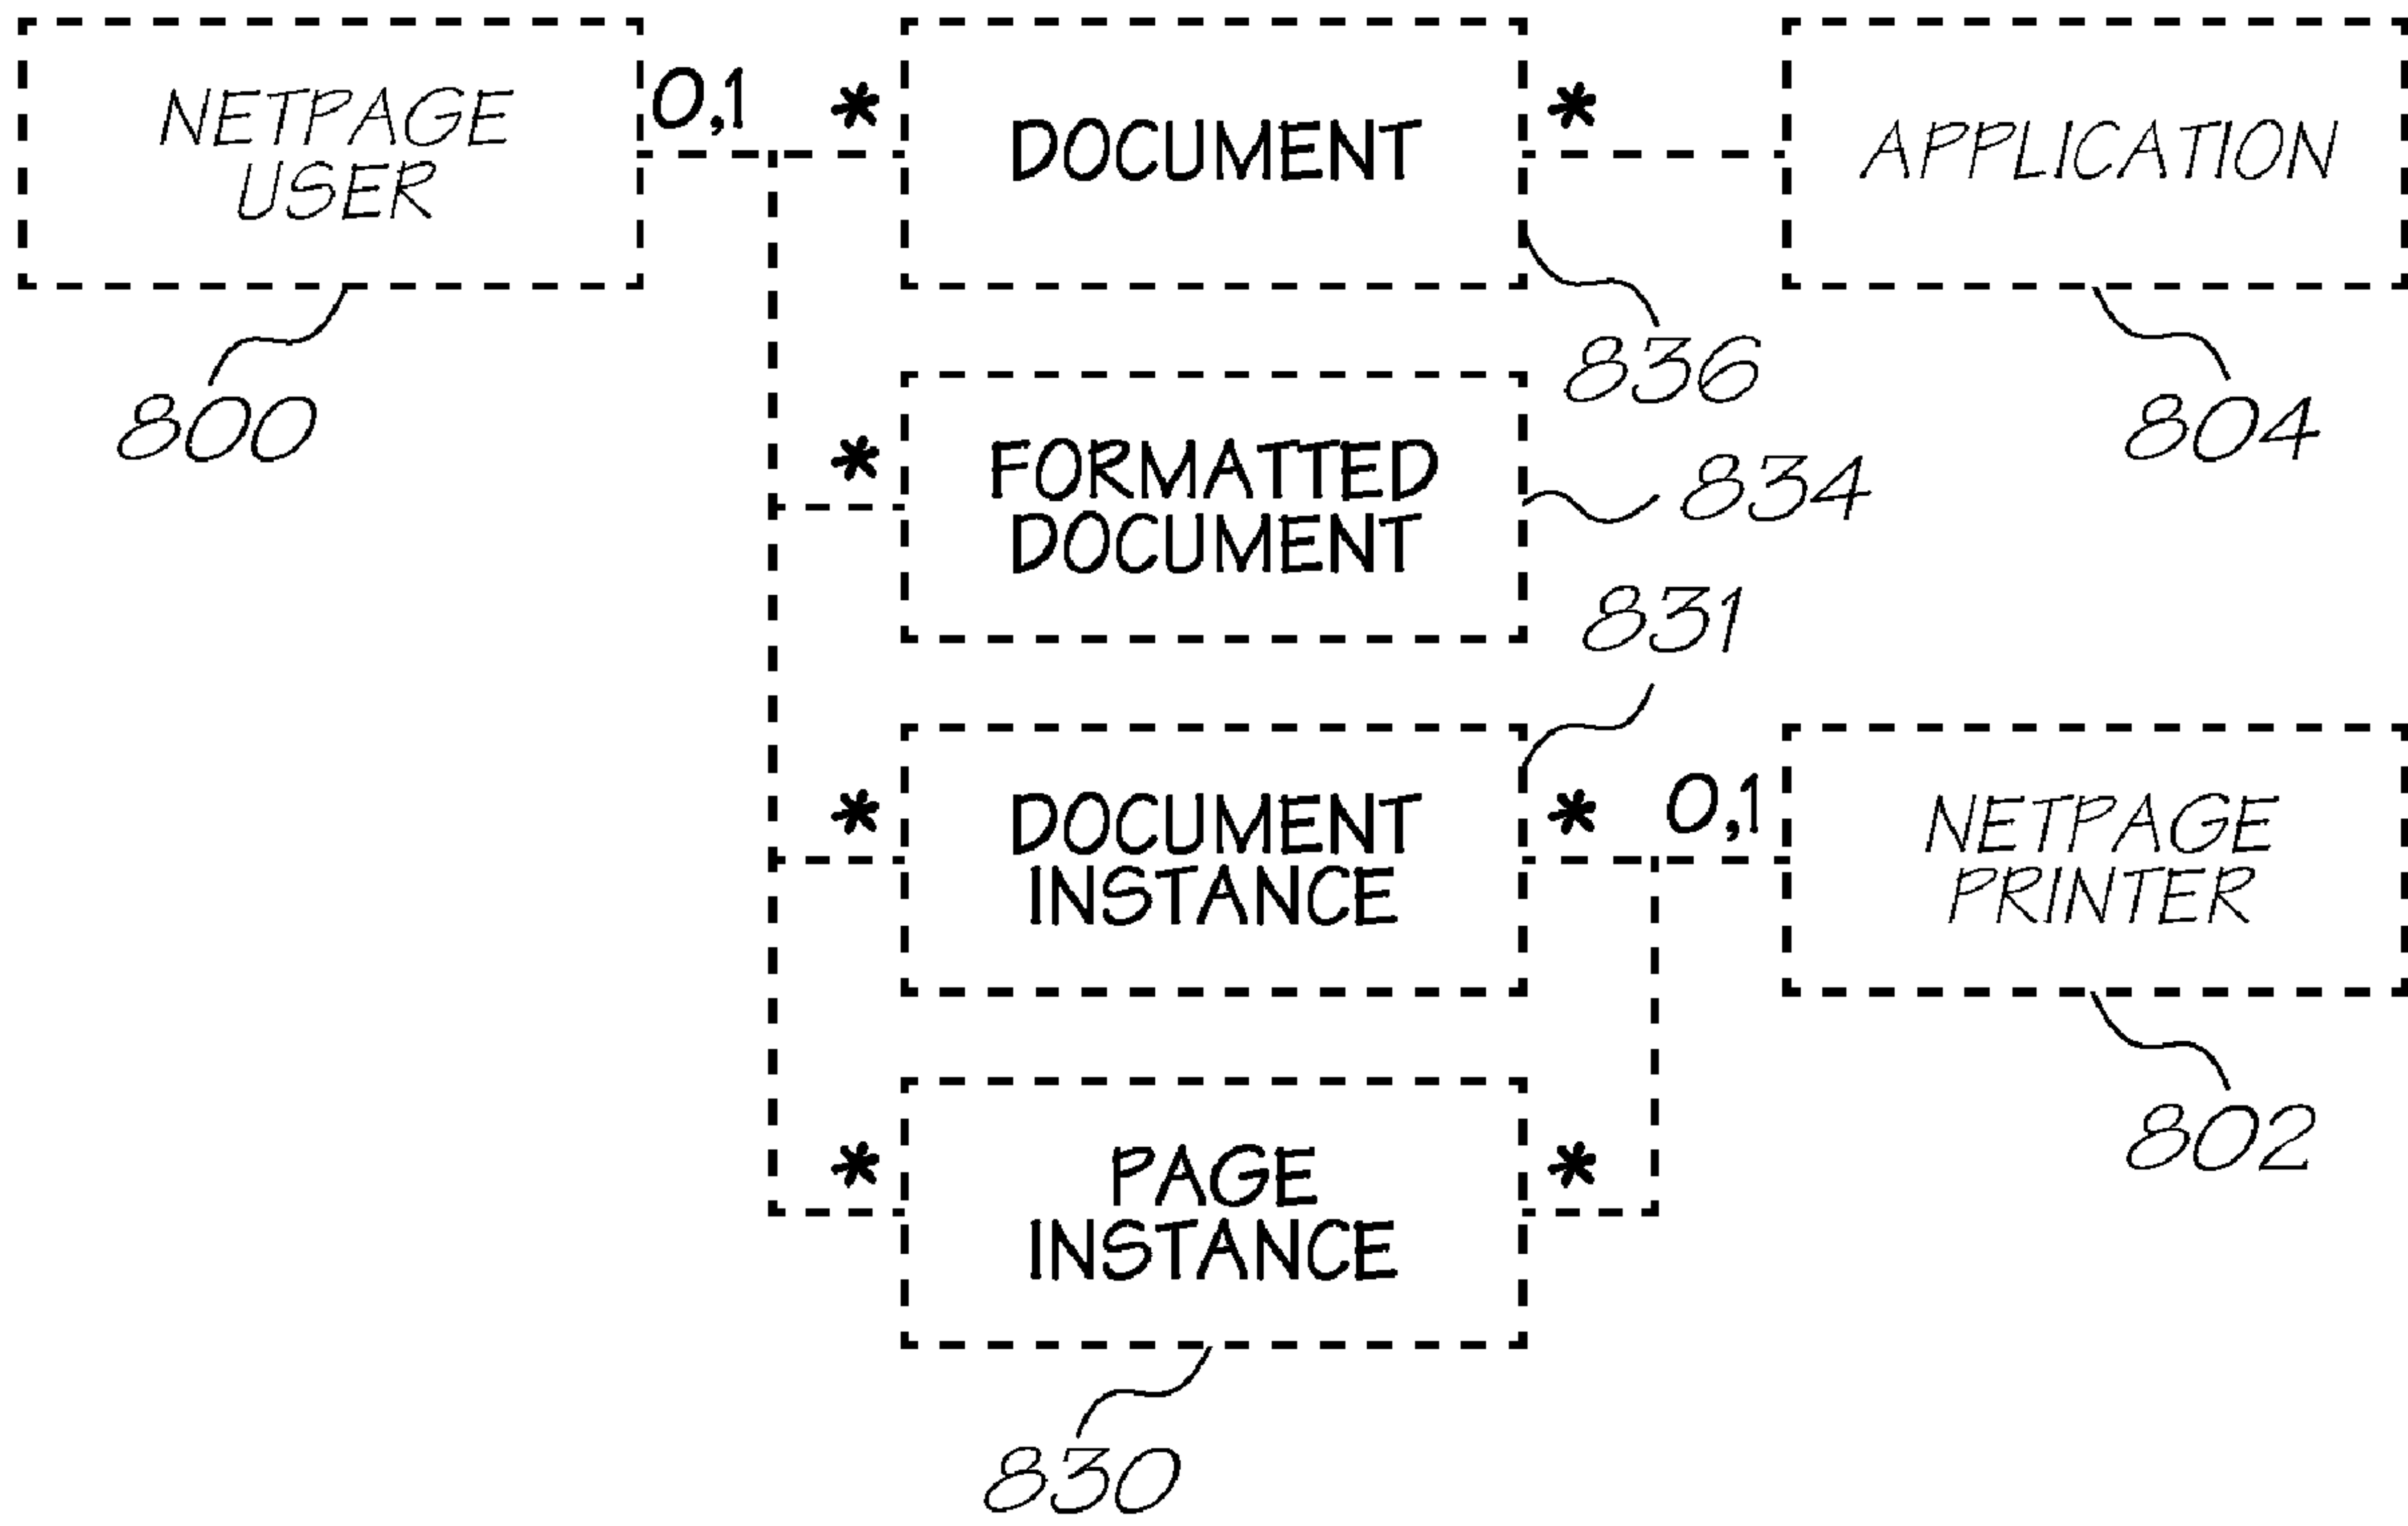 NETPAGE
USER
0,1
*
DOCUMENT
*
APPLICATION
800
836
804
*
FORMATTED
DOCUMENT
834
831
*
DOCUMENT
INSTANCE
*
0,1
NETPAGE
PRINTER
802
*
PAGE
INSTANCE
*
830